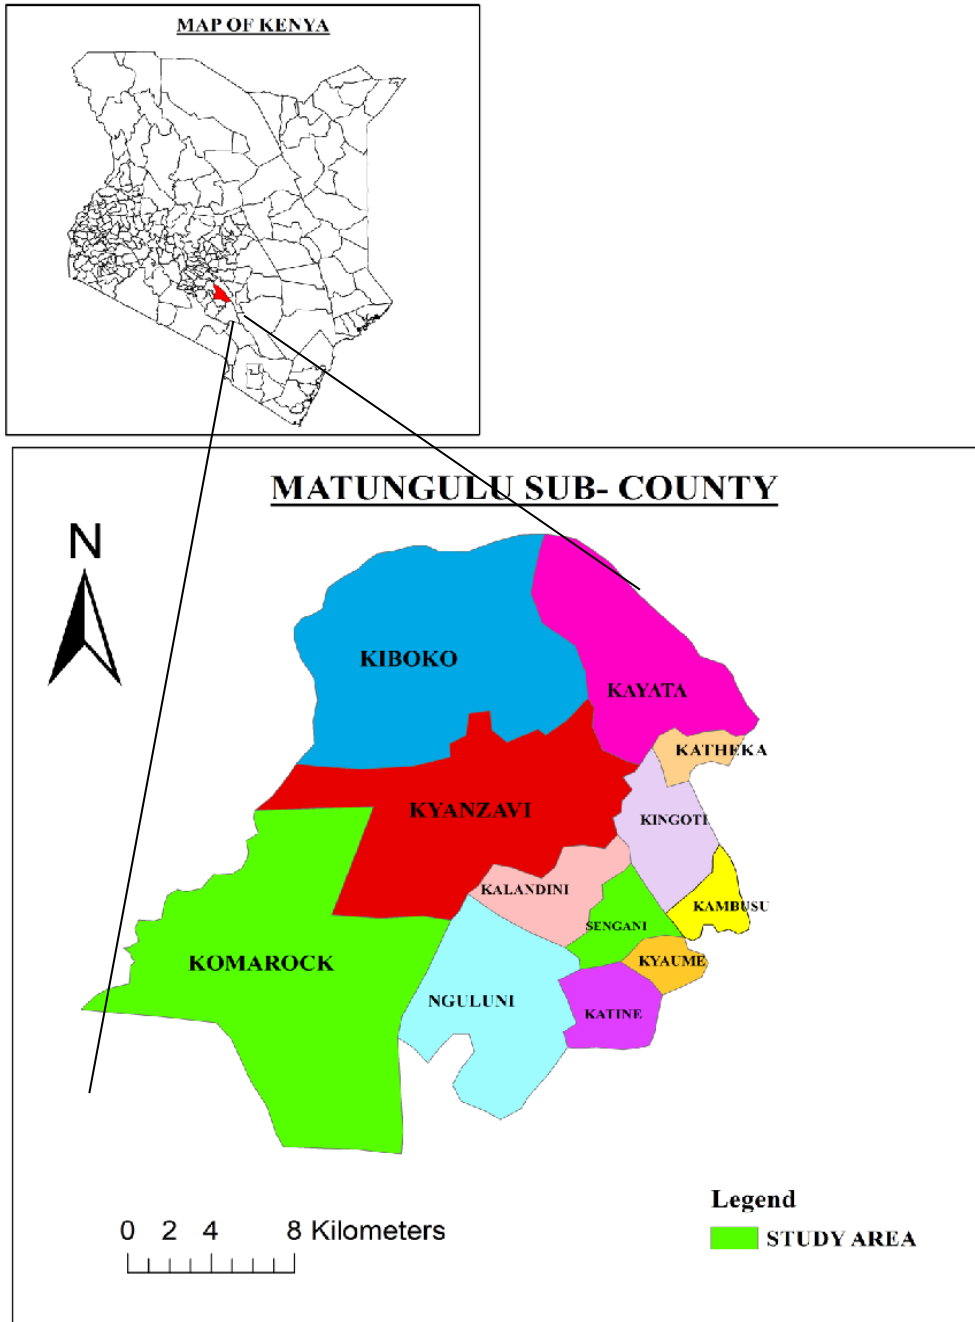 MAP OF KENYA
MATUNGULU SUB- COUNTY
N
KIBOKO
KAYATA
KATHEKA
KYANZAVI
KINGOTI
KALANDINI
KAMBUSU
SENGANI
KOMAROCK
KYAUME
NGULUNI
KATINE
Legend
0 2 4 8 Kilometers
STUDY AREA